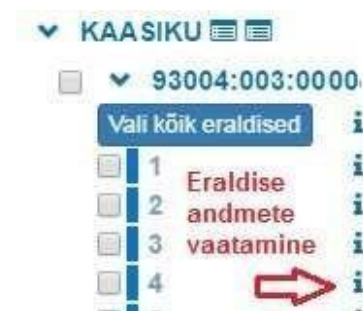 KAASIKU
93004:003:0000
Vali kõik eraldised i
1 i
Eraldise
2 andmete i
3 vaatamine i
4 i